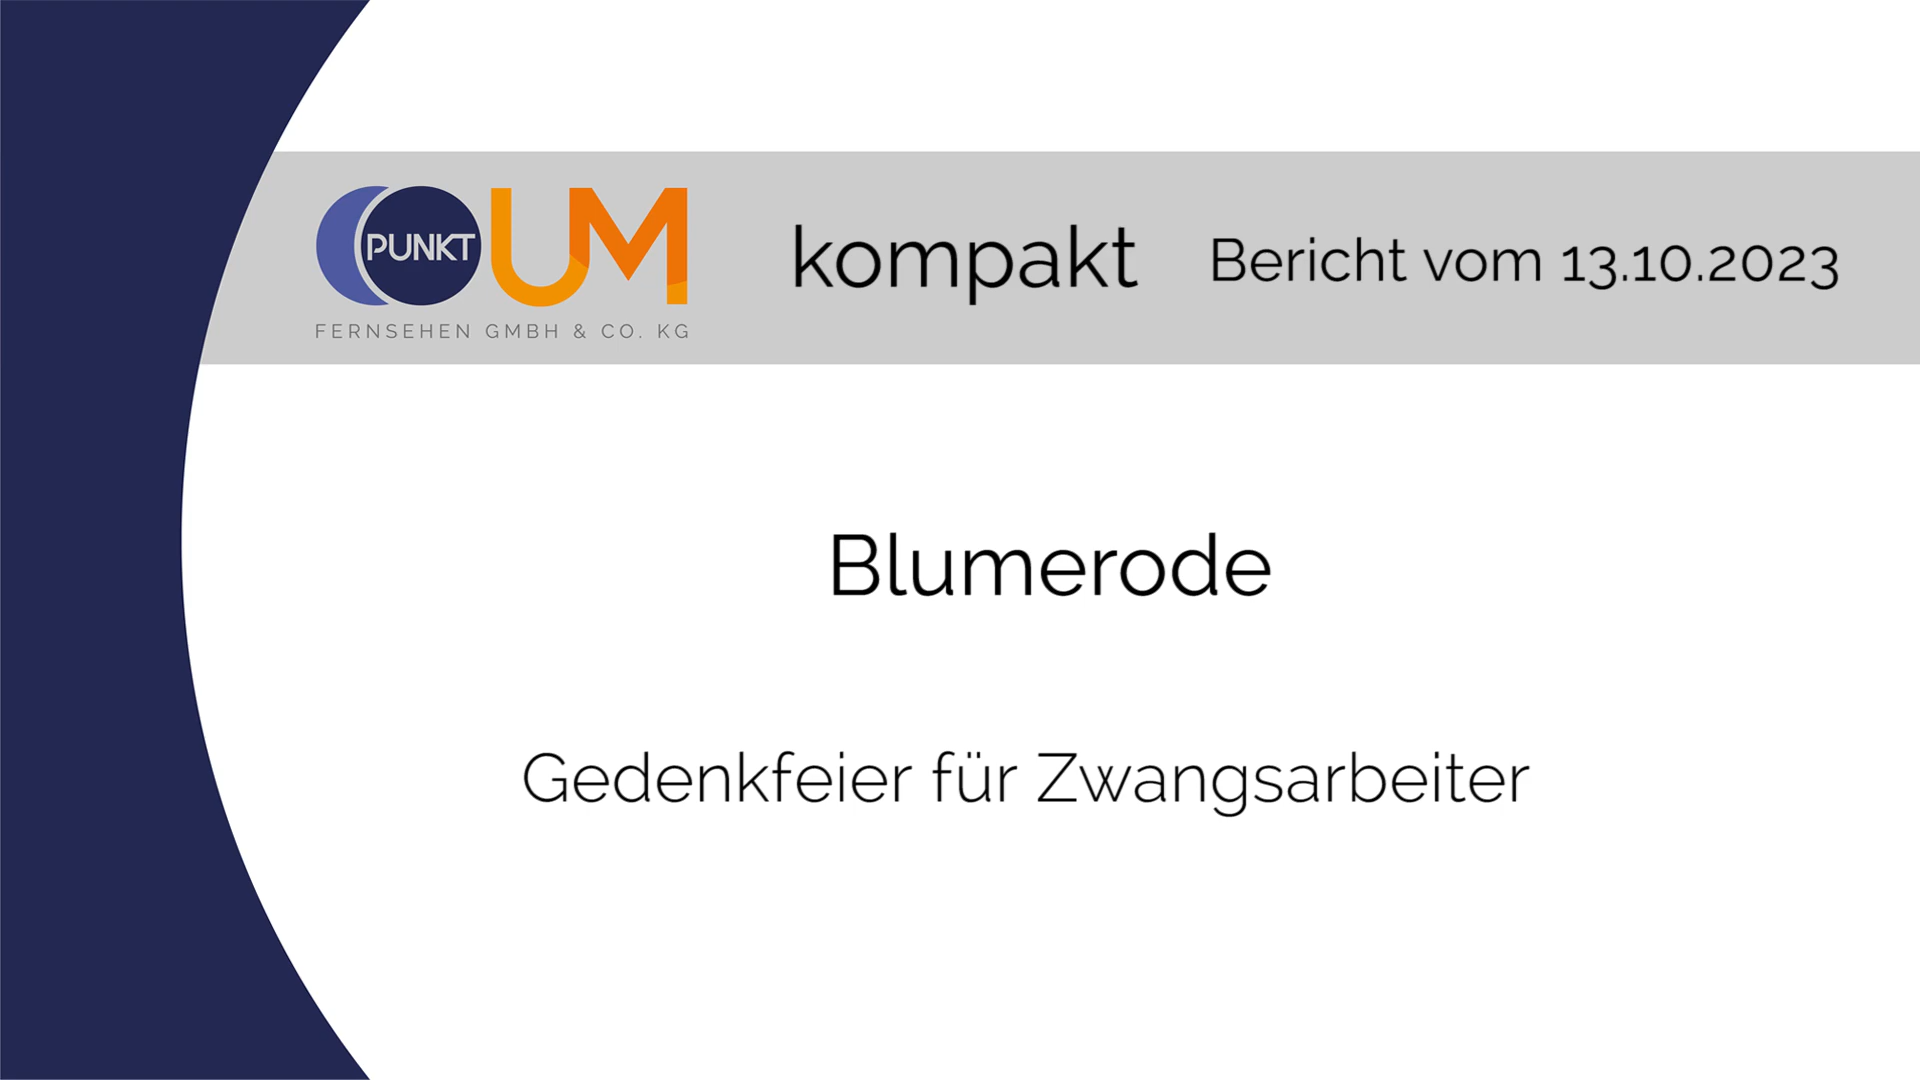 PUNKT UM
FERNSEHEN GMBH & CO. KG
kompakt
Bericht vom 13.10.2023
Blumerode
Gedenkfeier für Zwangsarbeiter